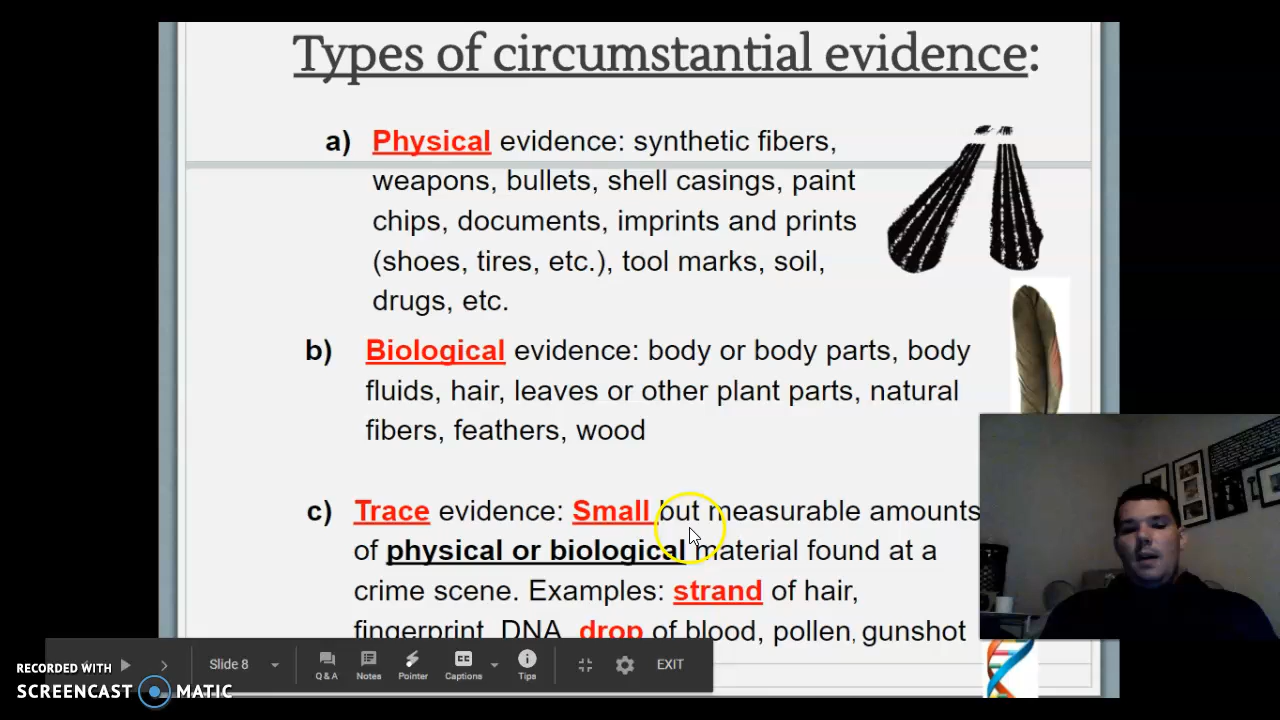 Types of circumstantial evidence:
a) Physical evidence: synthetic fibers,
weapons, bullets, shell casings, paint
chips, documents, imprints and prints
(shoes, tires, etc.), tool marks, soil,
drugs, etc.
b) Biological evidence: body or body parts, body
fluids, hair, leaves or other plant parts, natural
fibers, feathers, wood
c) Trace evidence: Small but measurable amounts
of physical or biological material found at a
crime scene. Examples: strand of hair,
fingerprint, DNA, drop of blood, pollen, gunshot
Slide 8
Q & A
Notes
Pointer
CC
Captions
Tips
EXIT
RECORDED WITH
SCREENCAST MATIC